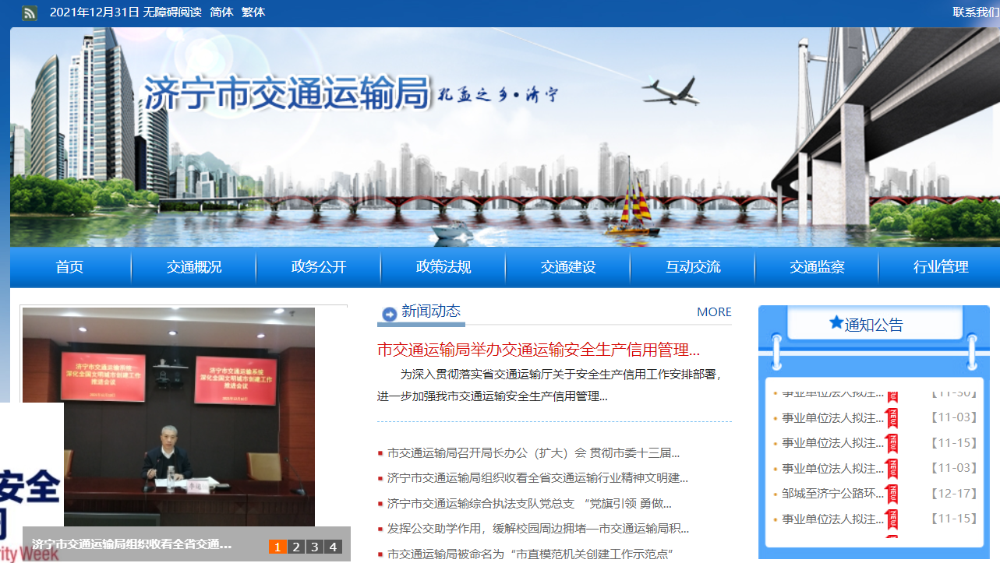 2021年12月31日 无障碍阅读 简体 繁体
联系我们
济宁市交通运输局
孔孟之乡·济宁
首页
交通概况
政务公开
政策法规
交通建设
互动交流
交通监察
行业管理
济宁市交通运输系统
深化全国文明城市创建工作
推进会议
济宁市交通运输系统
深化全国文明城市创建工作
推进会议
安全
济宁市交通运输局组织收看全省交通...
1 2 3 4
rity Week
新闻动态
MORE
市交通运输局举办交通运输安全生产信用管理...
为深入贯彻落实省交通运输厅关于安全生产信用工作安排部署，
进一步加强我市交通运输安全生产信用管理...
市交通运输局召开局长办公（扩大）会 贯彻市委十三届...
济宁市交通运输局组织收看全省交通运输行业精神文明建...
济宁市交通运输综合执法支队党总支 “党旗引领 勇做...
发挥公交助学作用，缓解校园周边拥堵—市交通运输局积...
市交通运输局被命名为“市直模范机关创建工作示范点”
通知公告
事业单位法人拟注... 【11-30】
事业单位法人拟注... NEW 【11-03】
事业单位法人拟注... NEW 【11-15】
事业单位法人拟注... NEW 【11-03】
邹城至济宁公路环... NEW 【12-17】
事业单位法人拟注... NEW 【11-15】